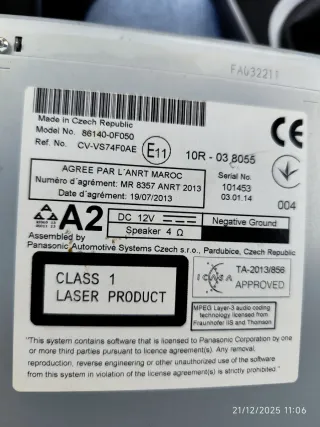 FA032211
Made in Czech Republic
Model No. 86140-0F050
Ref. No. CV-VS74F0AE
E11
10R - 03 8055
CE
AGREE PAR L'ANRT MAROC
Numéro d'agrément: MR 8357 ANRT 2013
Date d'agrément: 19/07/2013
Serial No.
101453
03.01.14
004
A2
DC 12V
Negative Ground
Speaker 4 Ω
Assembled by
Panasonic Automotive Systems Czech s.r.o., Pardubice, Czech Republic
CLASS 1
LASER PRODUCT
ICASA
TA-2013/856
APPROVED
MPEG Layer-3 audio coding
technology licensed from
Fraunhofer IIS and Thomson.
"This system contains software that is licensed to Panasonic Corporation by one
or more third parties pursuant to licence agreement(s). Any removal,
reproduction, reverse engineering or other unauthorized use of the software
from this system in violation of the license agreement(s) is strictly prohibited."
21/12/2025 11:06